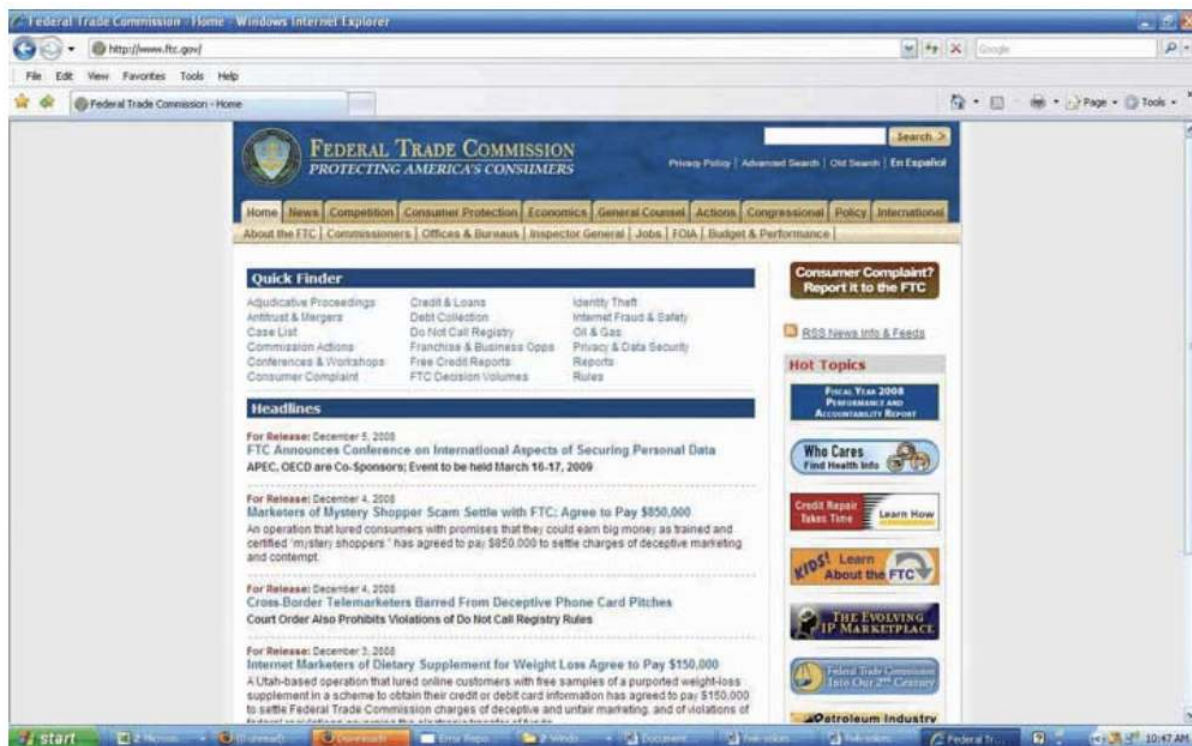 Federal Trade Commission - Home - Windows Internet Explorer
http://www.ftc.gov/
Google
File Edit View Favorites Tools Help
Federal Trade Commission - Home
Page Tools
FEDERAL TRADE COMMISSION
PROTECTING AMERICA'S CONSUMERS
Search >
Privacy Policy | Advanced Search | Old Search | En Español
Home News Competition Consumer Protection Economics General Counsel Actions Congressional Policy International
About the FTC | Commissioners | Offices & Bureaus | Inspector General | Jobs | FOIA | Budget & Performance |
Quick Finder
Adjudicative Proceedings Credit & Loans Identity Theft
Antitrust & Mergers Debt Collection Internet Fraud & Safety
Case List Do Not Call Registry Oil & Gas
Commission Actions Franchise & Business Opps Privacy & Data Security
Conferences & Workshops Free Credit Reports Reports
Consumer Complaint FTC Decision Volumes Rules
Headlines
For Release: December 5, 2008
FTC Announces Conference on International Aspects of Securing Personal Data
APEC, OECD are Co-Sponsors; Event to be held March 16-17, 2009
For Release: December 4, 2008
Marketers of Mystery Shopper Scam Settle with FTC; Agree to Pay $850,000
An operation that lured consumers with promises that they could earn big money as trained and
certified "mystery shoppers" has agreed to pay $850,000 to settle charges of deceptive marketing
and contempt.
For Release: December 4, 2008
Cross-Border Telemarketers Barred From Deceptive Phone Card Pitches
Court Order Also Prohibits Violations of Do Not Call Registry Rules
For Release: December 3, 2008
Internet Marketers of Dietary Supplement for Weight Loss Agree to Pay $150,000
A Utah-based operation that lured online customers with free samples of a purported weight-loss
supplement in a scheme to obtain their credit or debit card information has agreed to pay $150,000
to settle Federal Trade Commission charges of deceptive and unfair marketing, and of violations of
Consumer Complaint?
Report it to the FTC
RSS News Info & Feeds
Hot Topics
FISCAL YEAR 2008
PERFORMANCE AND
ACCOUNTABILITY REPORT
Who Cares
Find Health Info
Credit Repair
Takes Time
Learn How
KIDS! Learn
About the FTC
THE EVOLVING
IP MARKETPLACE
Federal Trade Commission
Into Our 2nd Century
Petroleum Industry
start
Error Repo...
Federal Tr...
10:47 AM